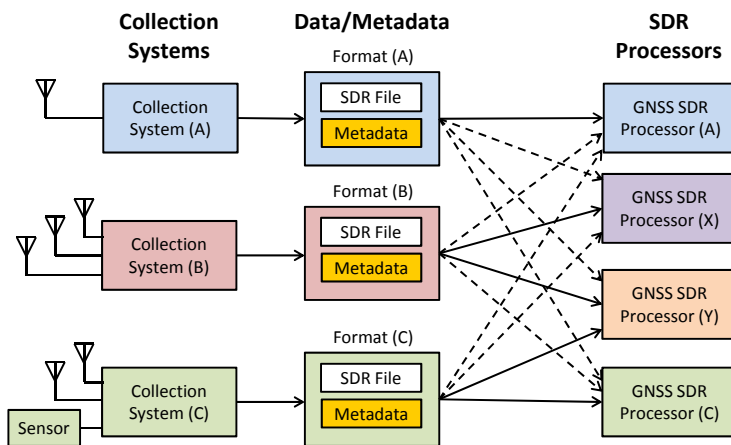 Collection
Systems
Data/Metadata
SDR
Processors
Format (A)
Collection
System (A)
SDR File
Metadata
GNSS SDR
Processor (A)
Format (B)
Collection
System (B)
SDR File
Metadata
GNSS SDR
Processor (X)
GNSS SDR
Processor (Y)
Format (C)
Collection
System (C)
Sensor
SDR File
Metadata
GNSS SDR
Processor (C)